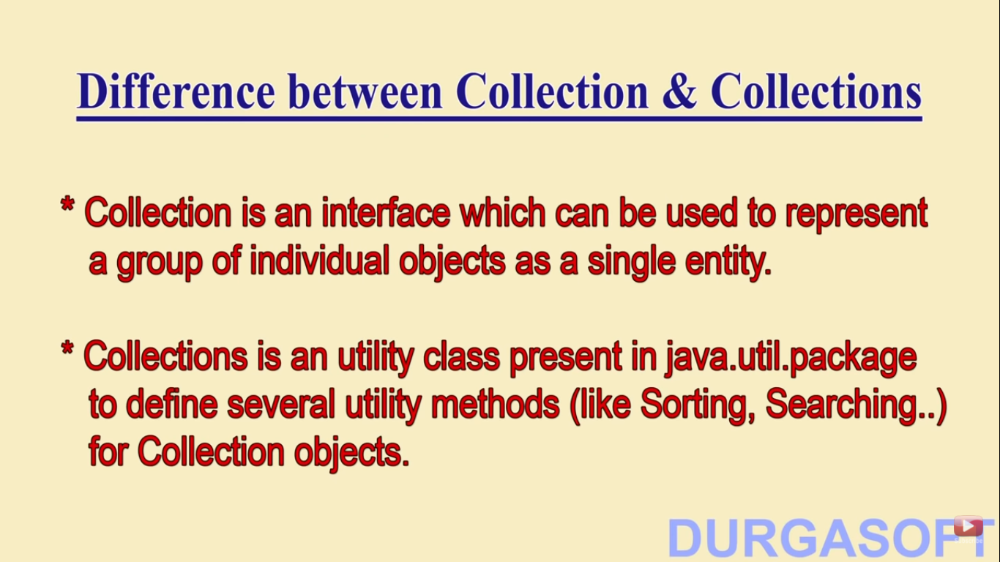 Difference between Collection & Collections
* Collection is an interface which can be used to represent
a group of individual objects as a single entity.
* Collections is an utility class present in java.util.package
to define several utility methods (like Sorting, Searching..)
for Collection objects.
DURGASOFT